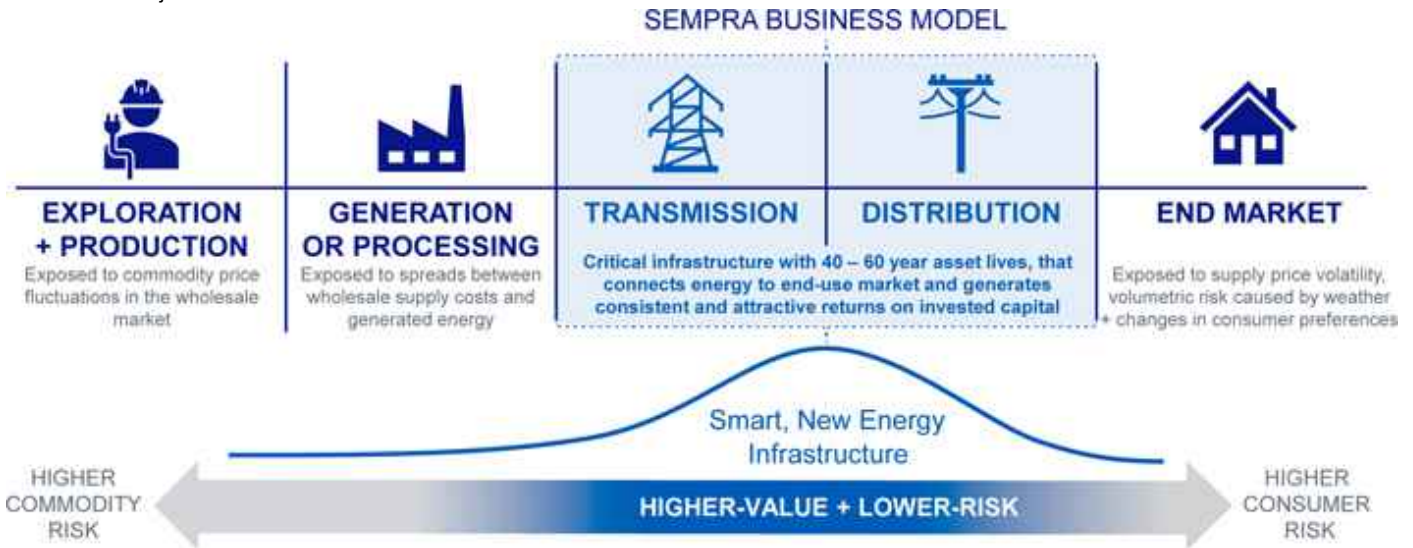 SEMPRA BUSINESS MODEL
EXPLORATION
+ PRODUCTION
Exposed to commodity price
fluctuations in the wholesale
market
GENERATION
OR PROCESSING
Exposed to spreads between
wholesale supply costs and
generated energy
TRANSMISSION
DISTRIBUTION
Critical infrastructure with 40 – 60 year asset lives, that
connects energy to end-use market and generates
consistent and attractive returns on invested capital
END MARKET
Exposed to supply price volatility,
volumetric risk caused by weather
+ changes in consumer preferences
Smart, New Energy
Infrastructure
HIGHER
COMMODITY
RISK
HIGHER-VALUE + LOWER-RISK
HIGHER
CONSUMER
RISK